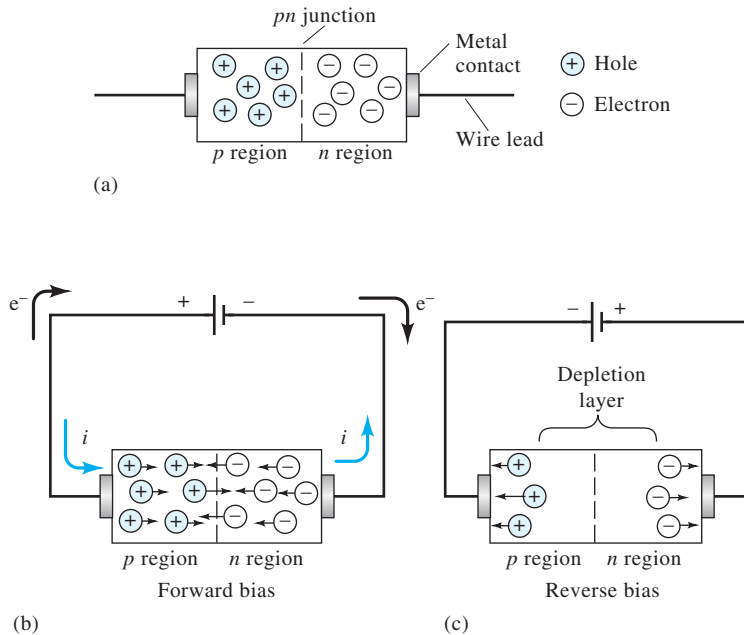 pn junction
Metal
contact
+ Hole
− Electron
Wire lead
p region
n region
(a)
e−
+ −
e−
i
i
p region
n region
Forward bias
(b)
− +
Depletion
layer
p region
n region
Reverse bias
(c)